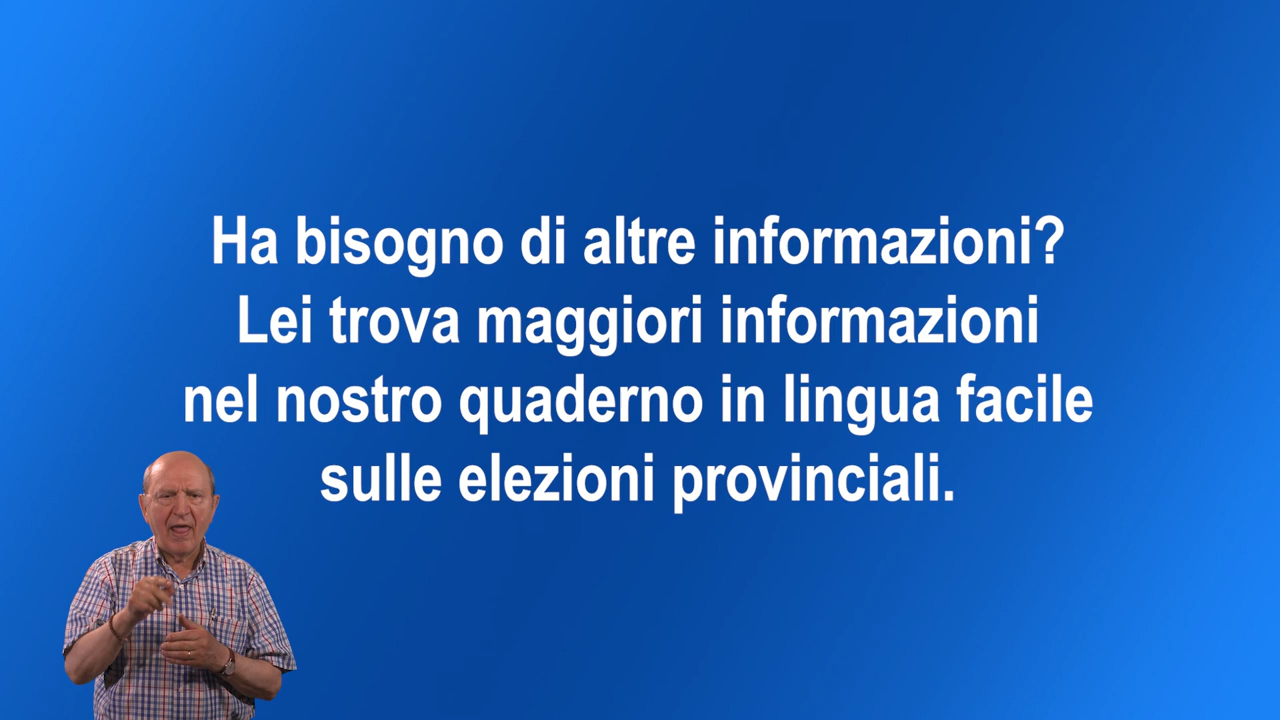 Ha bisogno di altre informazioni?
Lei trova maggiori informazioni
nel nostro quaderno in lingua facile
sulle elezioni provinciali.